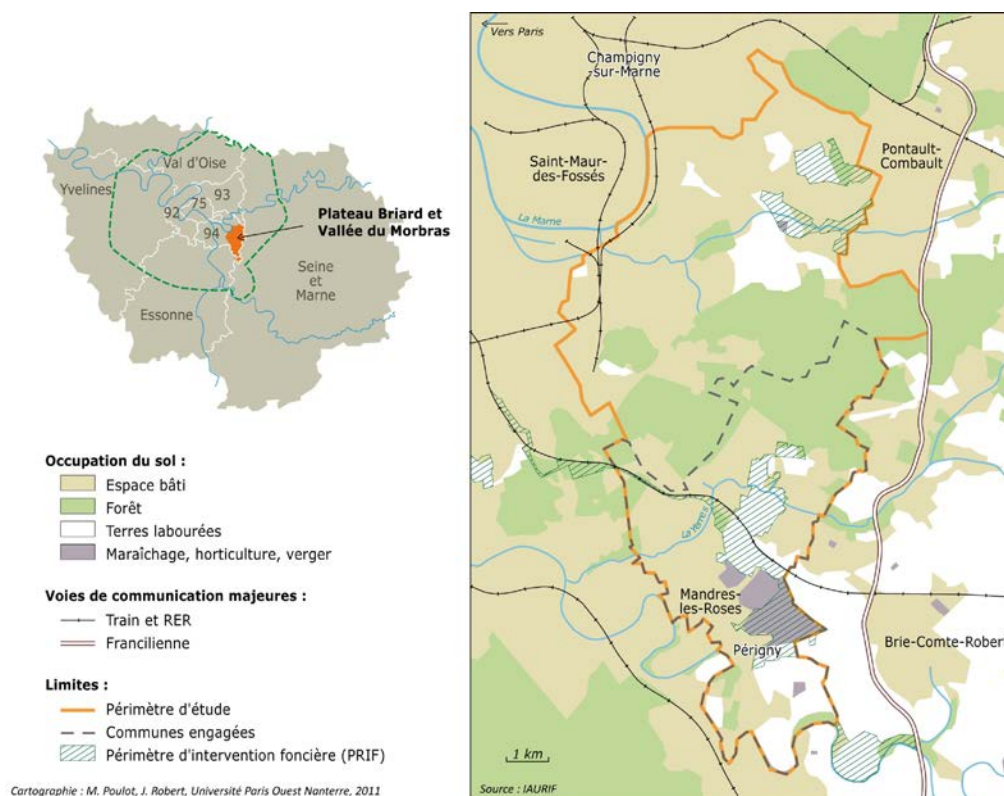 Val d'Oise
Yvelines
93
75
92
94
Plateau Briard et
Vallée du Morbras
Seine
et
Marne
Essonne
Occupation du sol :
Espace bâti
Forêt
Terres labourées
Maraîchage, horticulture, verger
Voies de communication majeures :
Train et RER
Francilienne
Limites :
Périmètre d'étude
Communes engagées
Périmètre d'intervention foncière (PRIF)
Cartographie : M. Poulot, J. Robert, Université Paris Ouest Nanterre, 2011
Vers Paris
Champigny
-sur-Marne
Saint-Maur
-des-Fossés
Pontault-
Combault
La Marne
La Yerres
Mandres-
les-Roses
Périgny
Brie-Comte-Robert
1 km
Source : IAURIF